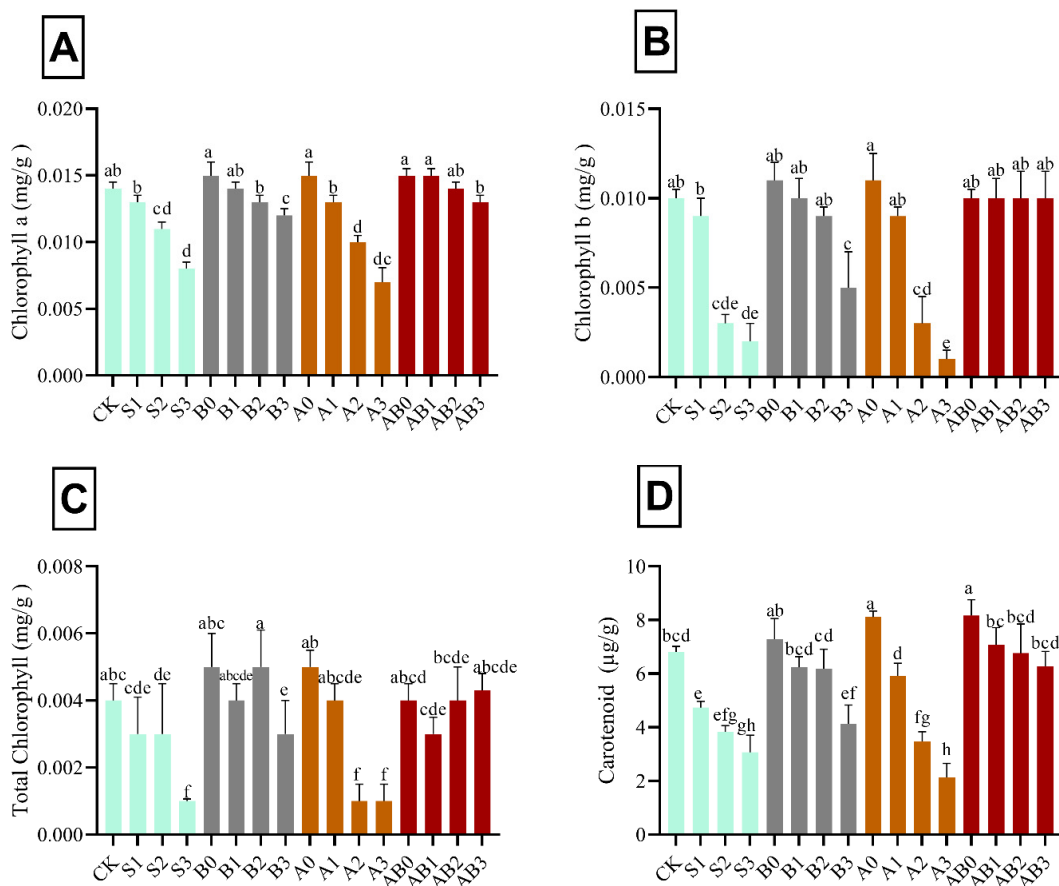 A
Chlorophyll a (mg/g )
0.020
0.015
0.010
0.005
0.000
ab b cd d a ab b c a b d dc a a ab b
CK S1 S2 S3 B0 B1 B2 B3 A0 A1 A2 A3 AB0 AB1 AB2 AB3
B
Chlorophyll b (mg/g )
0.015
0.010
0.005
0.000
ab b cde de ab ab ab c a ab cd e ab ab ab ab
CK S1 S2 S3 B0 B1 B2 B3 A0 A1 A2 A3 AB0 AB1 AB2 AB3
C
Total Chlorophyll (mg/g )
0.008
0.006
0.004
0.002
0.000
abc cde de f abc abcde a e ab abcde f f abc cde bcde abcde
CK S1 S2 S3 B0 B1 B2 B3 A0 A1 A2 A3 AB0 AB1 AB2 AB3
D
Carotenoid (µg/g )
10
8
6
4
2
0
bcd e efg gh ab bcd cd ef a d fg h a bc bcd bcd
CK S1 S2 S3 B0 B1 B2 B3 A0 A1 A2 A3 AB0 AB1 AB2 AB3